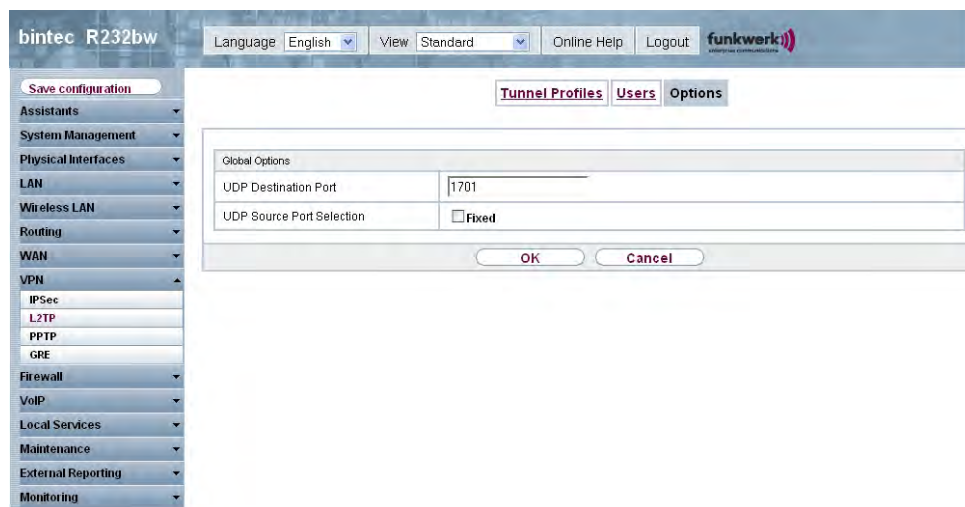 bintec R232bw
Language English View Standard Online Help Logout funkwerk
Save configuration
Assistants
System Management
Physical Interfaces
LAN
Wireless LAN
Routing
WAN
VPN
IPSec
L2TP
PPTP
GRE
Firewall
VoIP
Local Services
Maintenance
External Reporting
Monitoring
Tunnel Profiles Users Options
Global Options
UDP Destination Port 1701
UDP Source Port Selection Fixed
OK Cancel